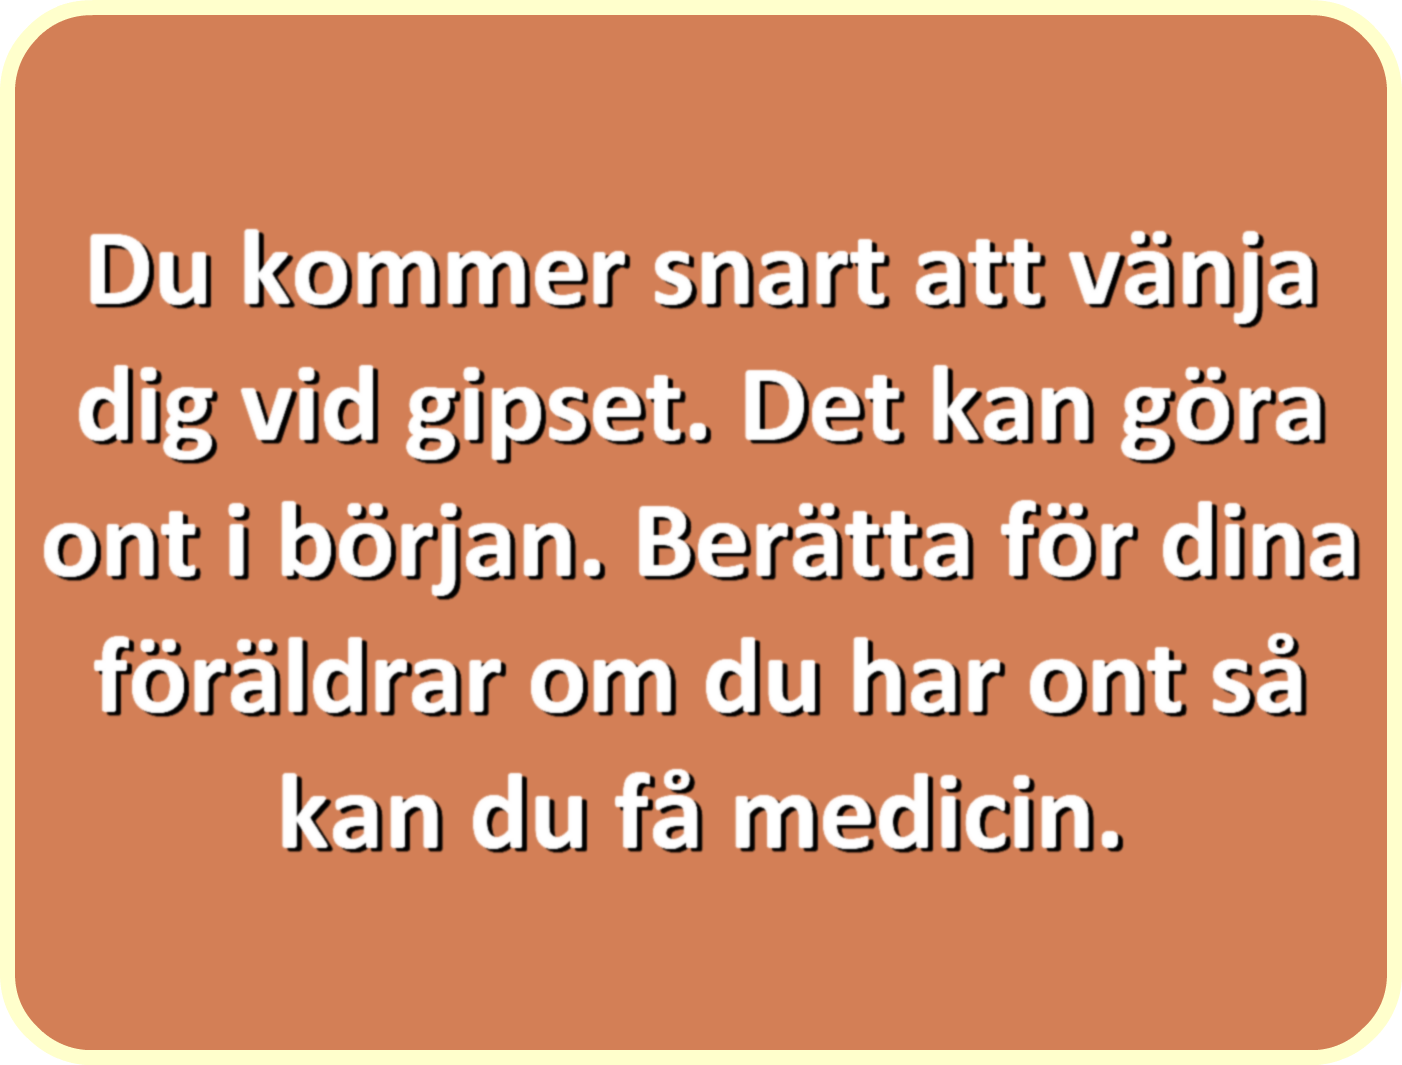 Du kommer snart att vänja
dig vid gipset. Det kan göra
ont i början. Berätta för dina
föräldrar om du har ont så
kan du få medicin.